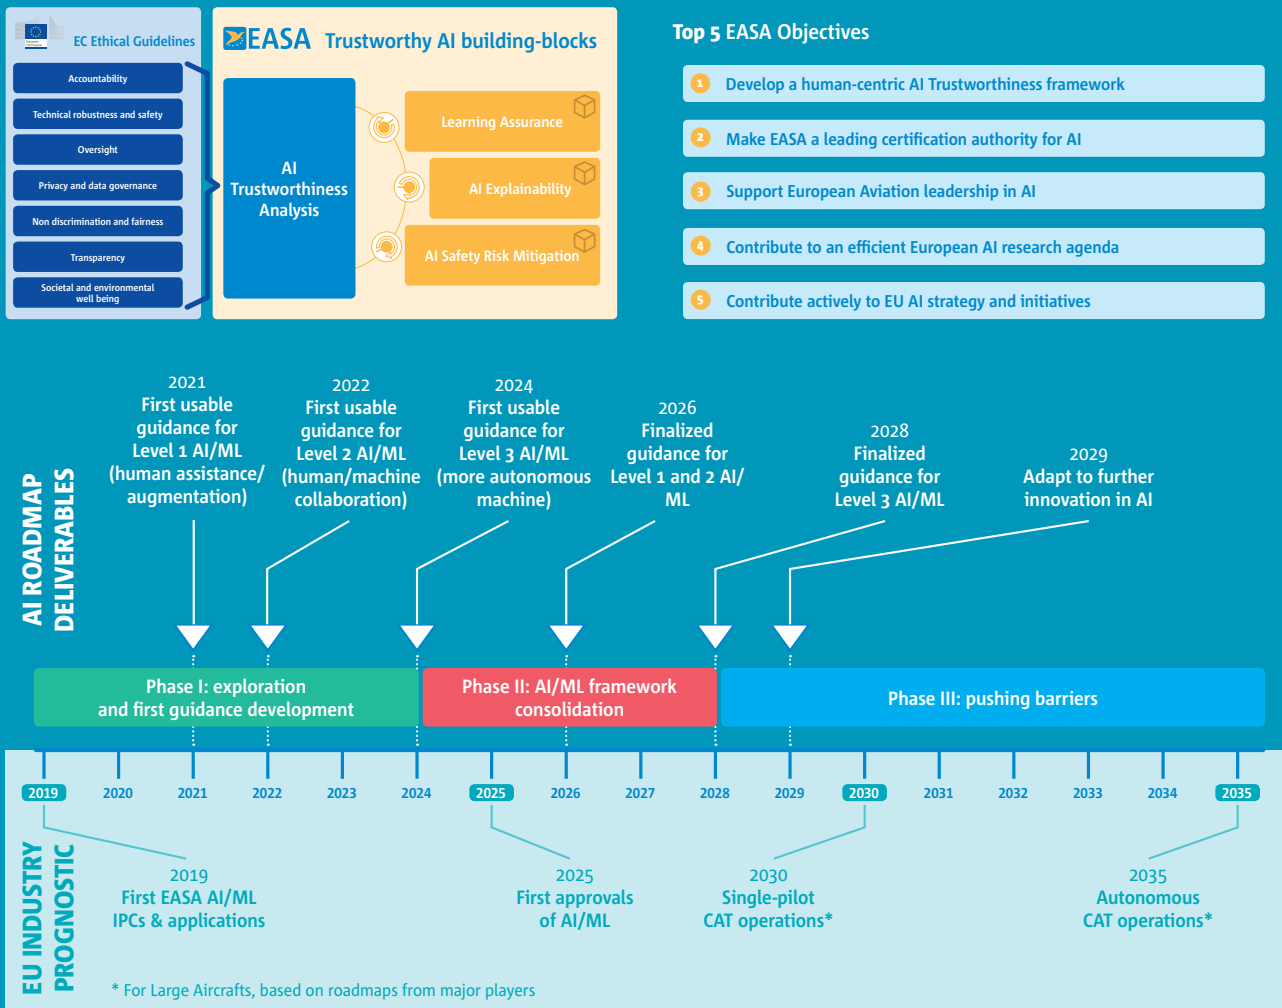 EC Ethical Guidelines
Accountability
Technical robustness and safety
Oversight
Privacy and data governance
Non discrimination and fairness
Transparency
Societal and environmental
well being
EASA Trustworthy AI building-blocks
AI
Trustworthiness
Analysis
Learning Assurance
AI Explainability
AI Safety Risk Mitigation
Top 5 EASA Objectives
1 Develop a human-centric AI Trustworthiness framework
2 Make EASA a leading certification authority for AI
3 Support European Aviation leadership in AI
4 Contribute to an efficient European AI research agenda
5 Contribute actively to EU AI strategy and initiatives
AI ROADMAP
DELIVERABLES
2021
First usable
guidance for
Level 1 AI/ML
(human assistance/
augmentation)
2022
First usable
guidance for
Level 2 AI/ML
(human/machine
collaboration)
2024
First usable
guidance for
Level 3 AI/ML
(more autonomous
machine)
2026
Finalized
guidance for
Level 1 and 2 AI/
ML
2028
Finalized
guidance for
Level 3 AI/ML
2029
Adapt to further
innovation in AI
Phase I: exploration
and first guidance development
Phase II: AI/ML framework
consolidation
Phase III: pushing barriers
2019 2020 2021 2022 2023 2024 2025 2026 2027 2028 2029 2030 2031 2032 2033 2034 2035
EU INDUSTRY
PROGNOSTIC
2019
First EASA AI/ML
IPCs & applications
2025
First approvals
of AI/ML
2030
Single-pilot
CAT operations*
2035
Autonomous
CAT operations*
* For Large Aircrafts, based on roadmaps from major players